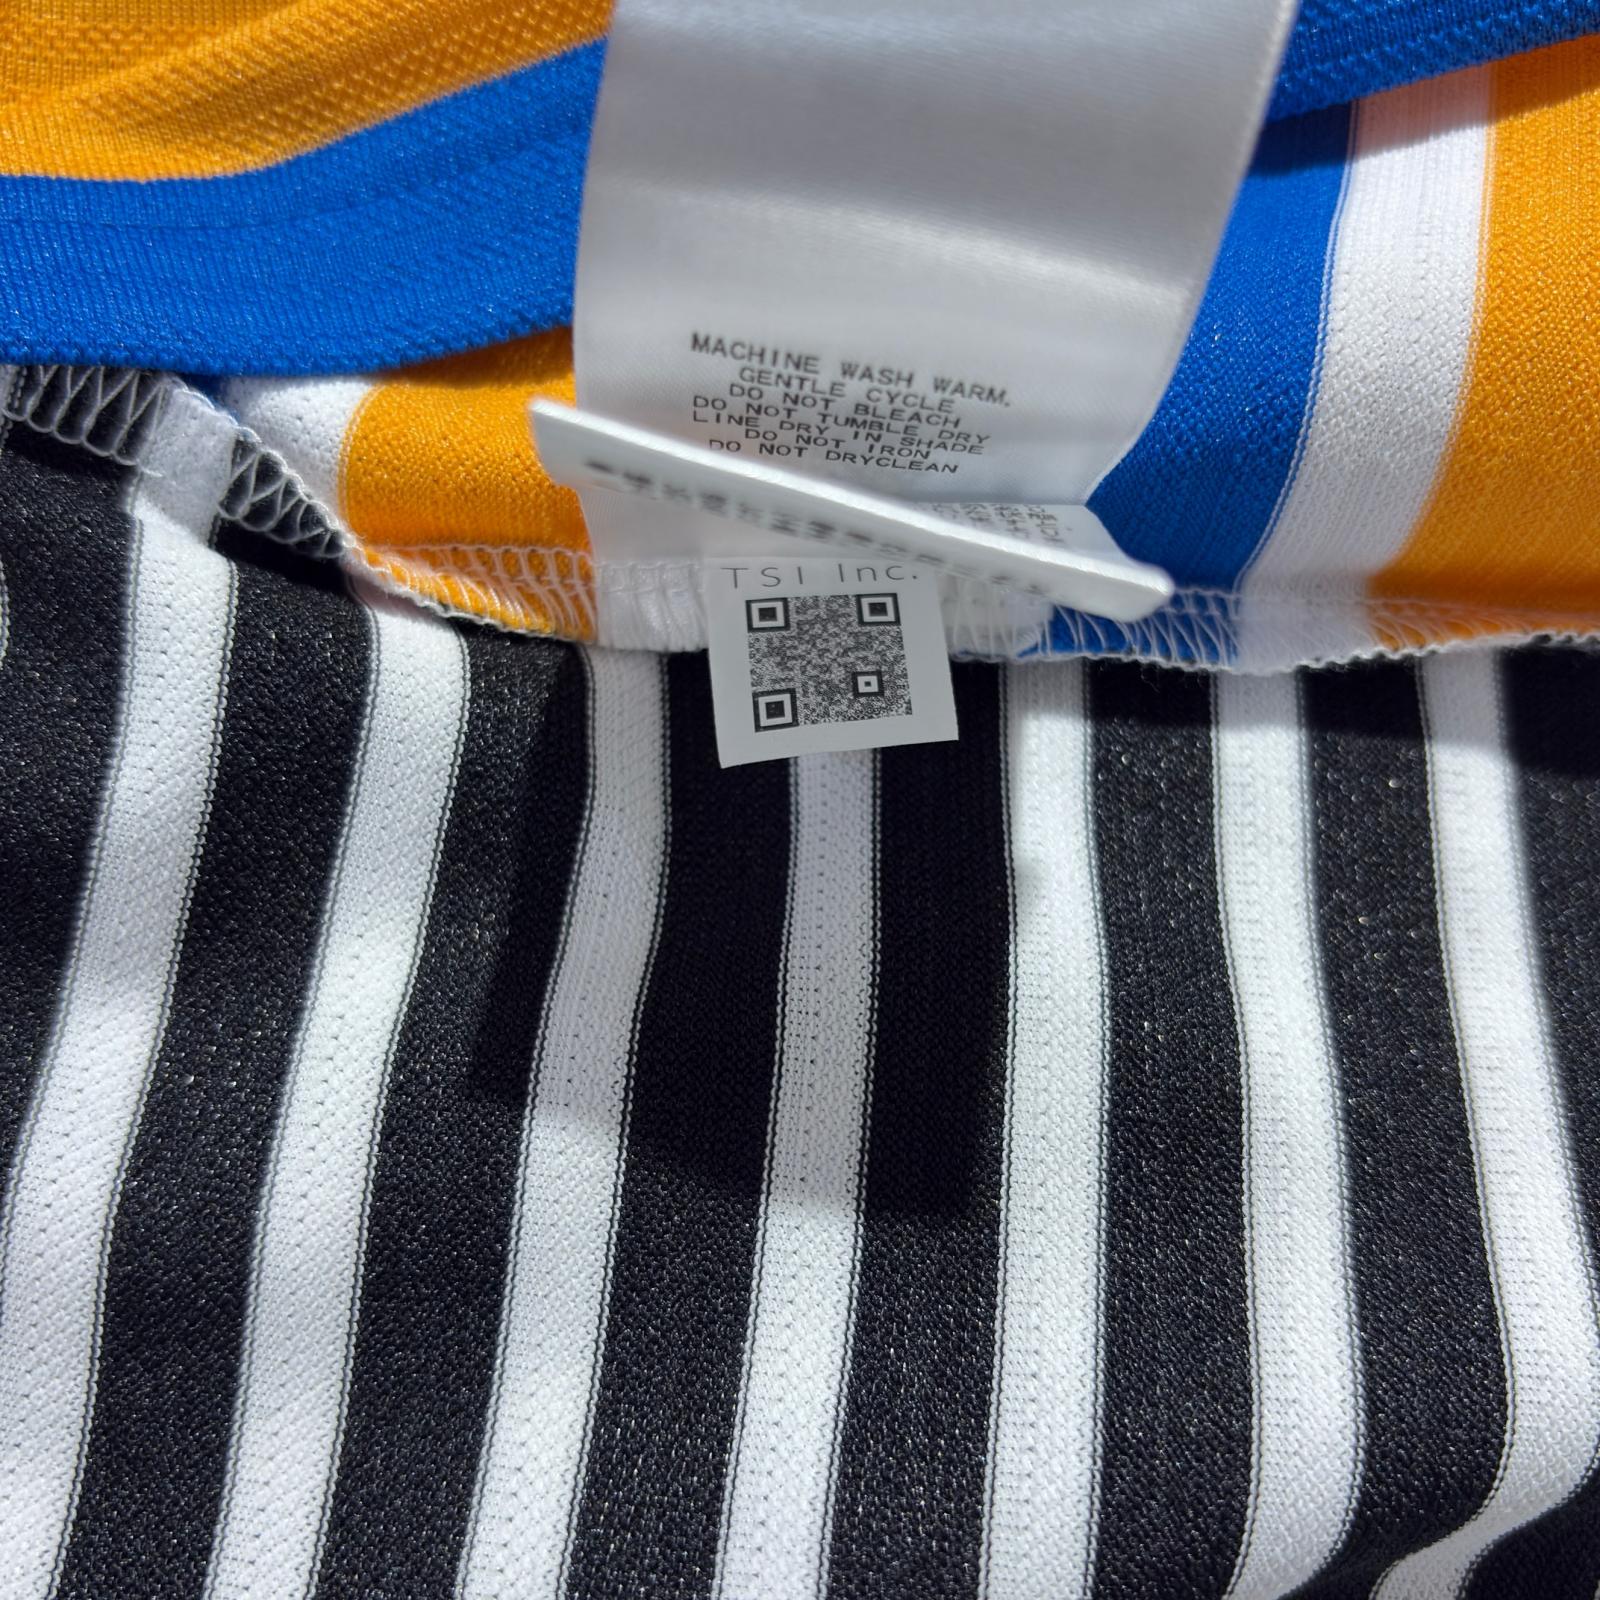 MACHINE WASH WARM.
GENTLE CYCLE
DO NOT BLEACH
DO NOT TUMBLE DRY
LINE DRY IN SHADE
DO NOT IRON
DO NOT DRYCLEAN
TSI Inc.